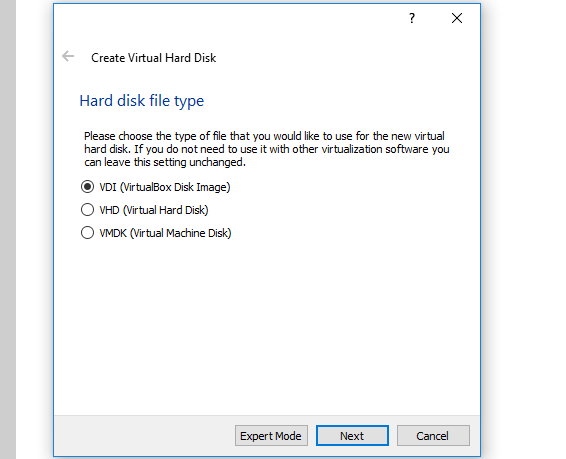 ?
Create Virtual Hard Disk
Hard disk file type
Please choose the type of file that you would like to use for the new virtual
hard disk. If you do not need to use it with other virtualization software you
can leave this setting unchanged.
VDI (VirtualBox Disk Image)
VHD (Virtual Hard Disk)
VMDK (Virtual Machine Disk)
Expert Mode Next Cancel